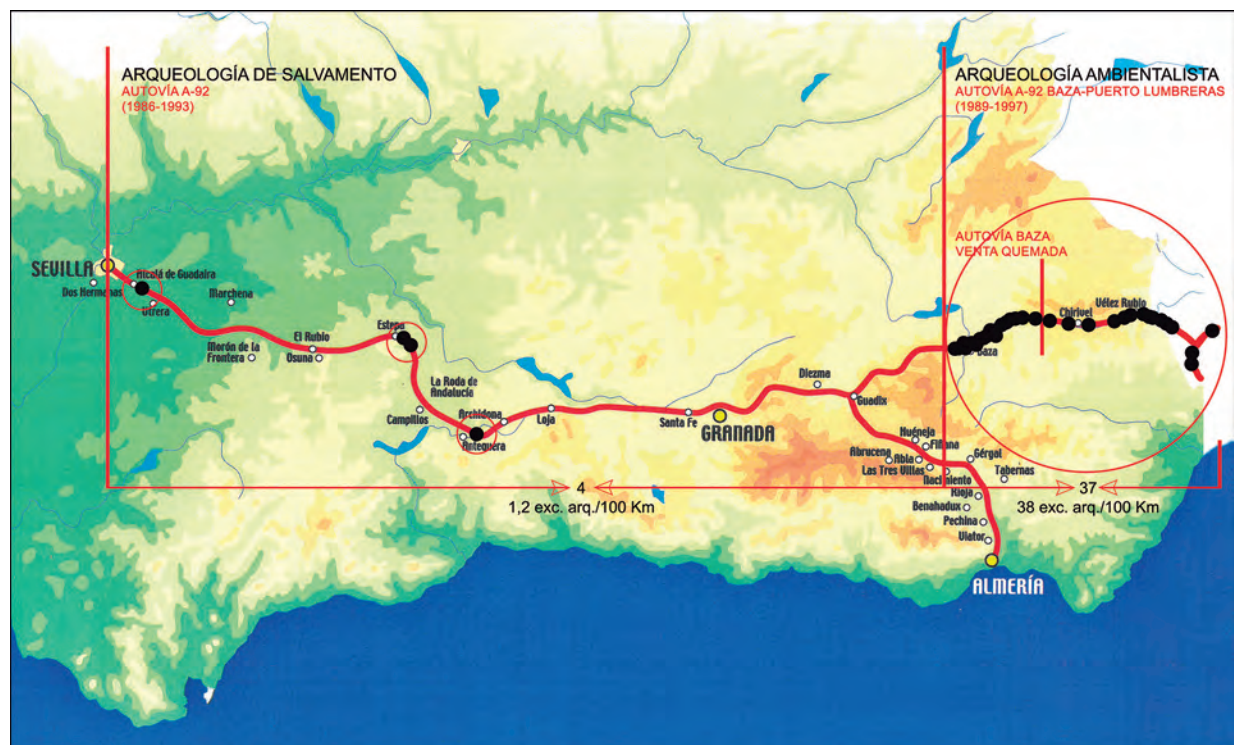 ARQUEOLOGÍA DE SALVAMENTO
AUTOVÍA A-92
(1986-1993)
ARQUEOLOGÍA AMBIENTALISTA
AUTOVÍA A-92 BAZA-PUERTO LUMBRERAS
(1989-1997)
AUTOVÍA BAZA
VENTA QUEMADA
SEVILLA
Alcalá de Guadaira
Dos Hermanas
Utrera
Marchena
Morón de la
Frontera
El Rubio
Osuna
Estepa
La Roda de
Andalucía
Campillos
Archidona
Antequera
Loja
Santa Fe
GRANADA
Diezma
Guadix
Baza
Chirivel
Vélez Rubio
Huéneja
Fiñana
Abrucena
Abla
Las Tres Villas
Nacimiento
Gérgal
Tabernas
Rioja
Benahadux
Pechina
Viator
ALMERÍA
4
1,2 exc. arq./100 Km
37
38 exc. arq./100 Km